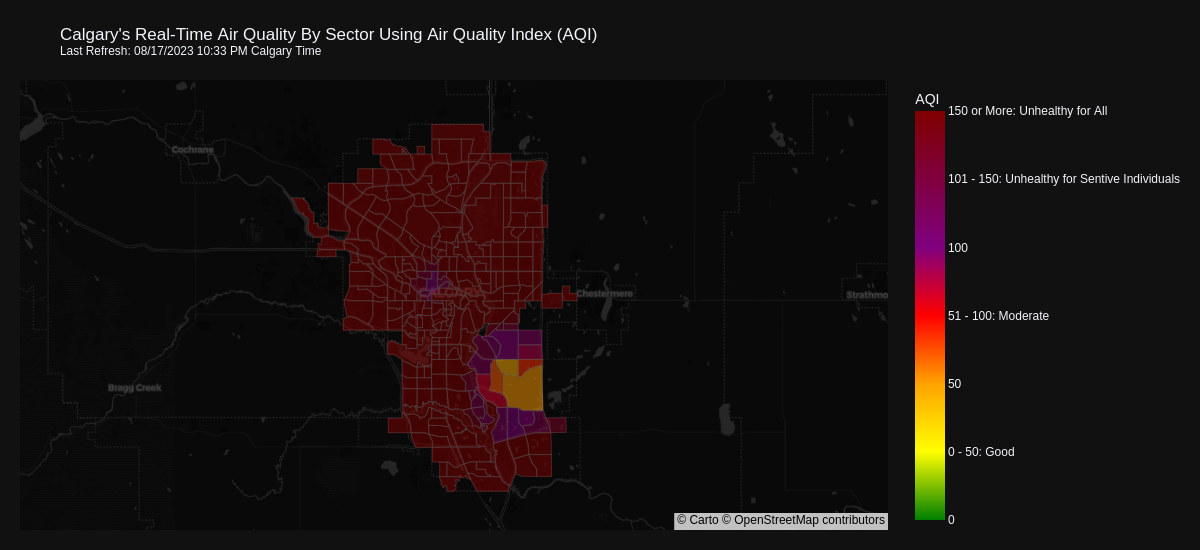 Calgary's Real-Time Air Quality By Sector Using Air Quality Index (AQI)
Last Refresh: 08/17/2023 10:33 PM Calgary Time
AQI
150 or More: Unhealthy for All
101 - 150: Unhealthy for Sentive Individuals
100
51 - 100: Moderate
50
0 - 50: Good
0
Cochrane
Chestermere
Strathmo
Bragg Creek
© Carto © OpenStreetMap contributors